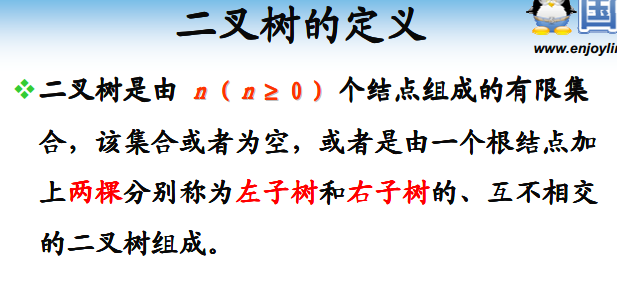 二叉树的定义
国
www.enjoylin
❖二叉树是由 n（n ≥ 0）个结点组成的有限集
合，该集合或者为空，或者是由一个根结点加
上两棵分别称为左子树和右子树的、互不相交
的二叉树组成。